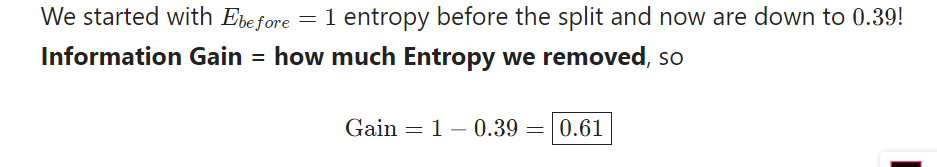 We started with E_before = 1 entropy before the split and now are down to 0.39!
Information Gain = how much Entropy we removed, so
Gain = 1 – 0.39 = 0.61